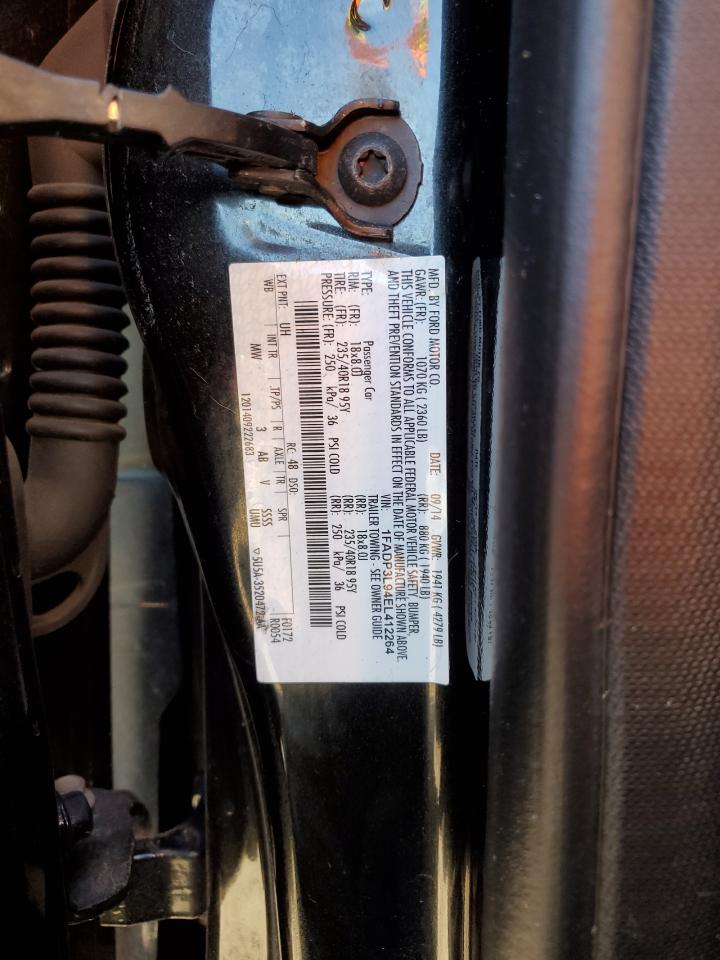 MFD. BY FORD MOTOR CO.
DATE: 09/14 GVWR: 1941 KG ( 4279 LB)
GAWR: (FR): 1070 KG ( 2360 LB) (RR): 880 KG ( 1940 LB)
THIS VEHICLE CONFORMS TO ALL APPLICABLE FEDERAL MOTOR VEHICLE SAFETY, BUMPER,
AND THEFT PREVENTION STANDARDS IN EFFECT ON THE DATE OF MANUFACTURE SHOWN ABOVE.
VIN: 1FADP3L94EL412264
TYPE: Passenger Car TRAILER TOWING - SEE OWNER GUIDE
RIM: (FR): 18x8.0J (RR): 18x8.0J
TIRE (FR): 235/40R18 95Y (RR): 235/40R18 95Y
PRESSURE: (FR): 250 kPa/ 36 PSI COLD (RR): 250 kPa/ 36 PSI COLD
F0172
RC: 48 DSO: R0054
EXT PNT: UH
INT TR TP/PS R AXLE TR SPR
WB MW 3 AB V SSSS
UMU
1201409222683